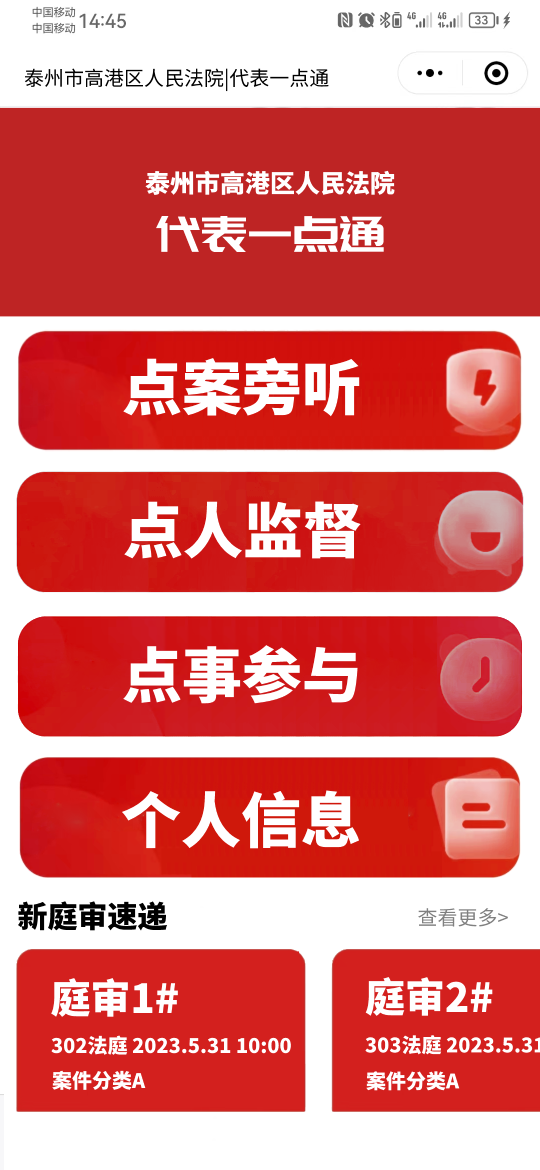 中国移动
中国移动
14:45
4G
4G
33
泰州市高港区人民法院|代表一点通
泰州市高港区人民法院
代表一点通
点案旁听
点人监督
点事参与
个人信息
新庭审速递 查看更多>
庭审1#
302法庭 2023.5.31 10:00
案件分类A
庭审2#
303法庭 2023.5.31
案件分类A